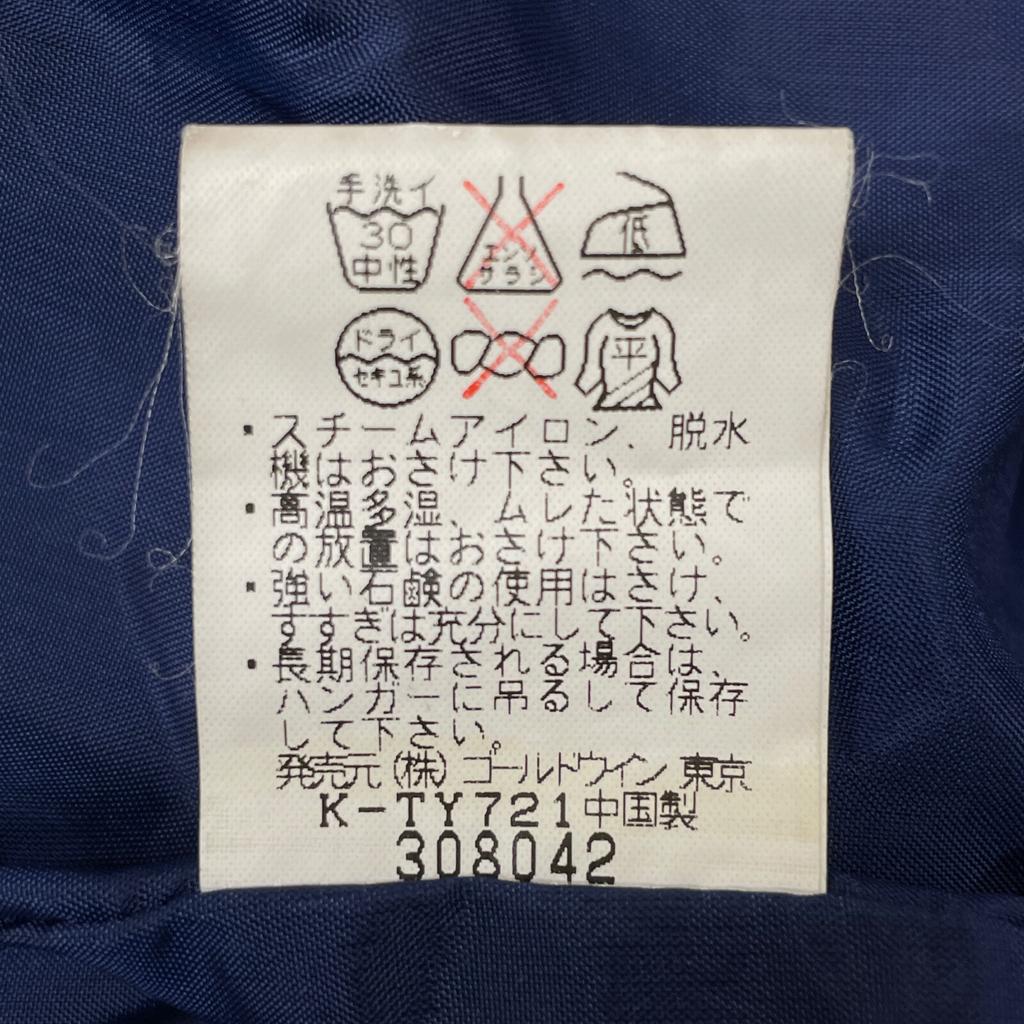 手洗イ
30
中性
エンソ
サラシ
低
ドライ
セキユ系
平
・スチームアイロン、脱水
機はおさけ下さい。
・高温多湿、ムレた状態で
の放置はおさけ下さい。
・強い石鹸の使用はさけ、
すすぎは充分にして下さい。
・長期保存される場合は、
ハンガーに吊るして保存
して下さい。
発売元(株)ゴールドウイン 東京
K-TY721中国製
308042